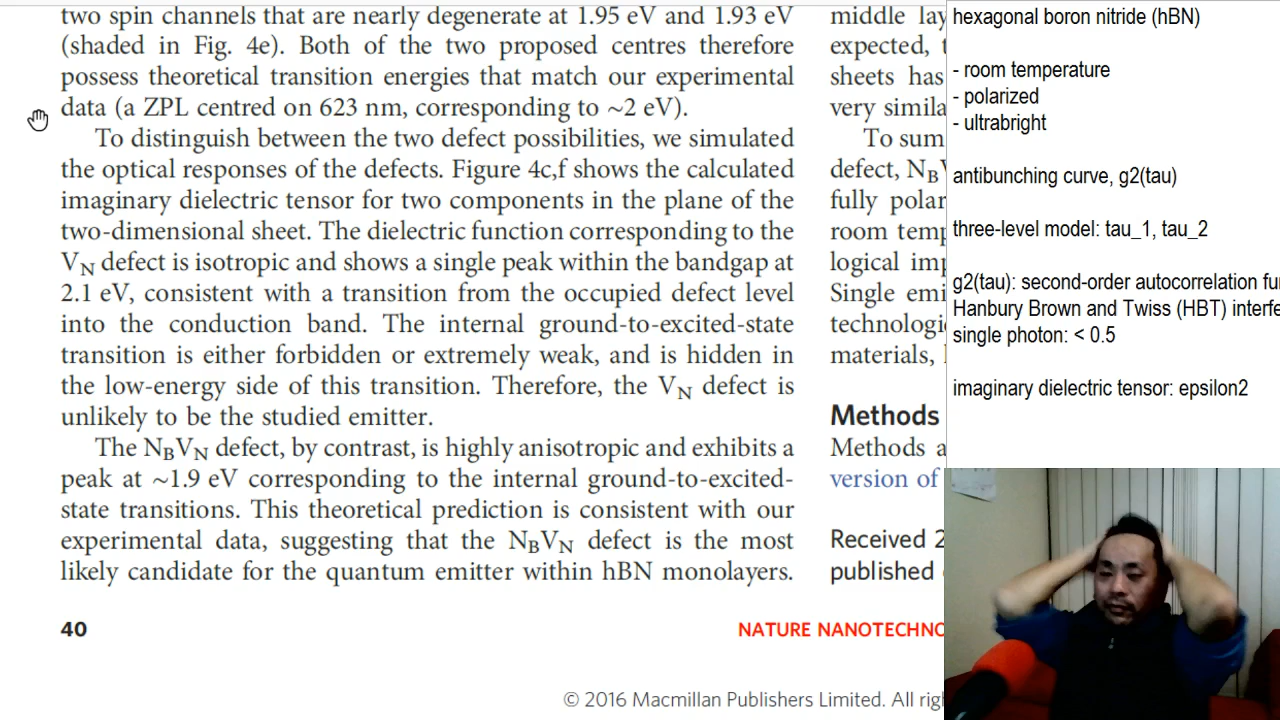 two spin channels that are nearly degenerate at 1.95 eV and 1.93 eV
(shaded in Fig. 4e). Both of the two proposed centres therefore
possess theoretical transition energies that match our experimental
data (a ZPL centred on 623 nm, corresponding to ~2 eV).
To distinguish between the two defect possibilities, we simulated
the optical responses of the defects. Figure 4c,f shows the calculated
imaginary dielectric tensor for two components in the plane of the
two-dimensional sheet. The dielectric function corresponding to the
VN defect is isotropic and shows a single peak within the bandgap at
2.1 eV, consistent with a transition from the occupied defect level
into the conduction band. The internal ground-to-excited-state
transition is either forbidden or extremely weak, and is hidden in
the low-energy side of this transition. Therefore, the VN defect is
unlikely to be the studied emitter.
The NBVN defect, by contrast, is highly anisotropic and exhibits a
peak at ~1.9 eV corresponding to the internal ground-to-excited-
state transitions. This theoretical prediction is consistent with our
experimental data, suggesting that the NBVN defect is the most
likely candidate for the quantum emitter within hBN monolayers.
middle lay
expected, t
sheets has
very simila
To sum
defect, NBV
fully polar
room temp
logical imp
Single emi
technologi
materials, 
Methods
Methods a
version of
Received 2
published
40
NATURE NANOTECHNO
© 2016 Macmillan Publishers Limited. All righ
hexagonal boron nitride (hBN)
- room temperature
- polarized
- ultrabright
antibunching curve, g2(tau)
three-level model: tau_1, tau_2
g2(tau): second-order autocorrelation fu
Hanbury Brown and Twiss (HBT) interfe
single photon: < 0.5
imaginary dielectric tensor: epsilon2